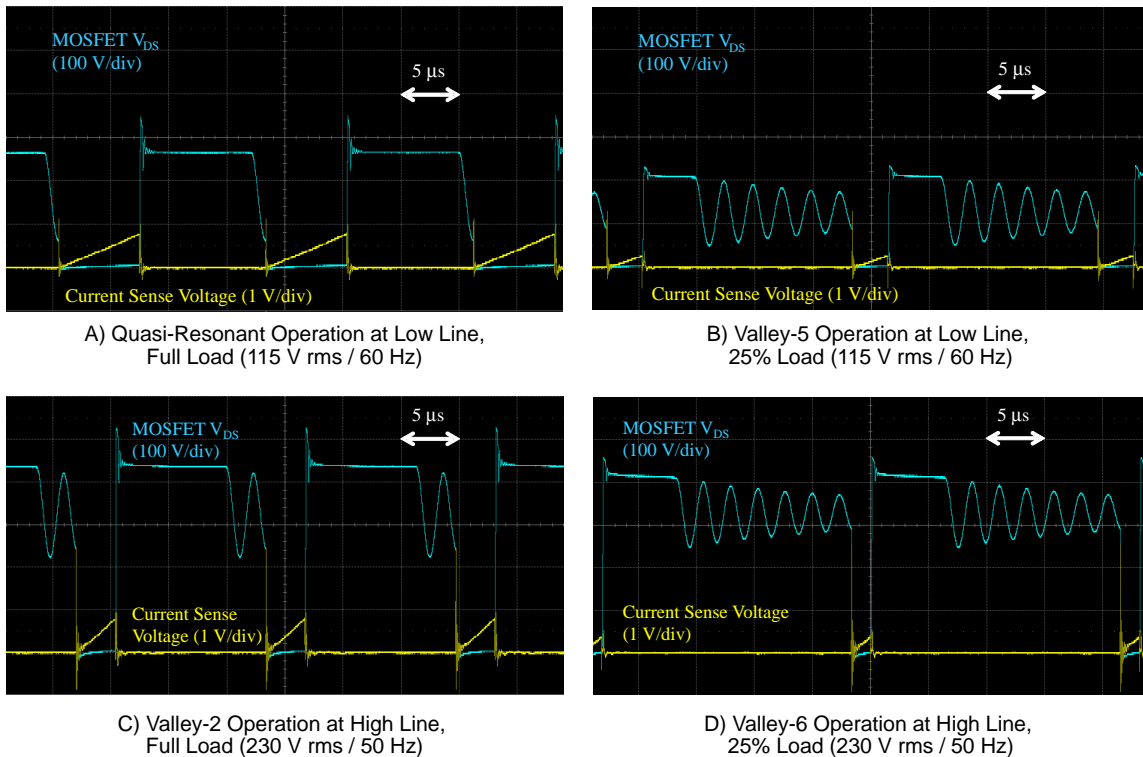 MOSFET VDS
(100 V/div)
5 µs
Current Sense Voltage (1 V/div)
A) Quasi-Resonant Operation at Low Line,
Full Load (115 V rms / 60 Hz)
MOSFET VDS
(100 V/div)
5 µs
Current Sense Voltage (1 V/div)
B) Valley-5 Operation at Low Line,
25% Load (115 V rms / 60 Hz)
MOSFET VDS
(100 V/div)
5 µs
Current Sense
Voltage (1 V/div)
C) Valley-2 Operation at High Line,
Full Load (230 V rms / 50 Hz)
MOSFET VDS
(100 V/div)
5 µs
Current Sense Voltage
(1 V/div)
D) Valley-6 Operation at High Line,
25% Load (230 V rms / 50 Hz)